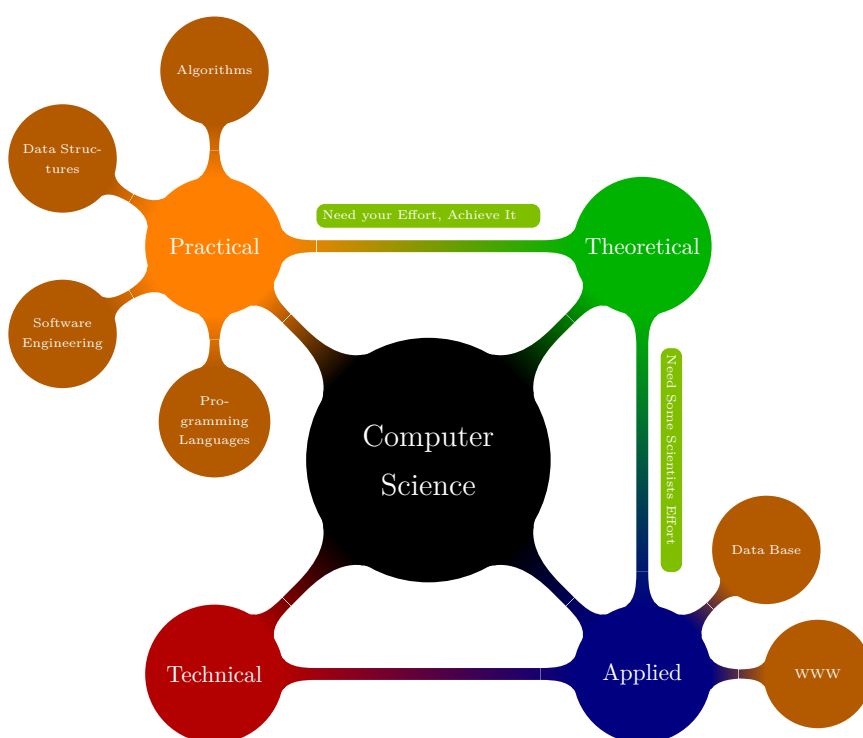 Algorithms
Data Struc-
tures
Need your Effort, Achieve It
Practical
Theoretical
Software
Engineering
Pro-
gramming
Languages
Need Some Scientists Effort
Computer
Science
Data Base
Technical
Applied
WWW